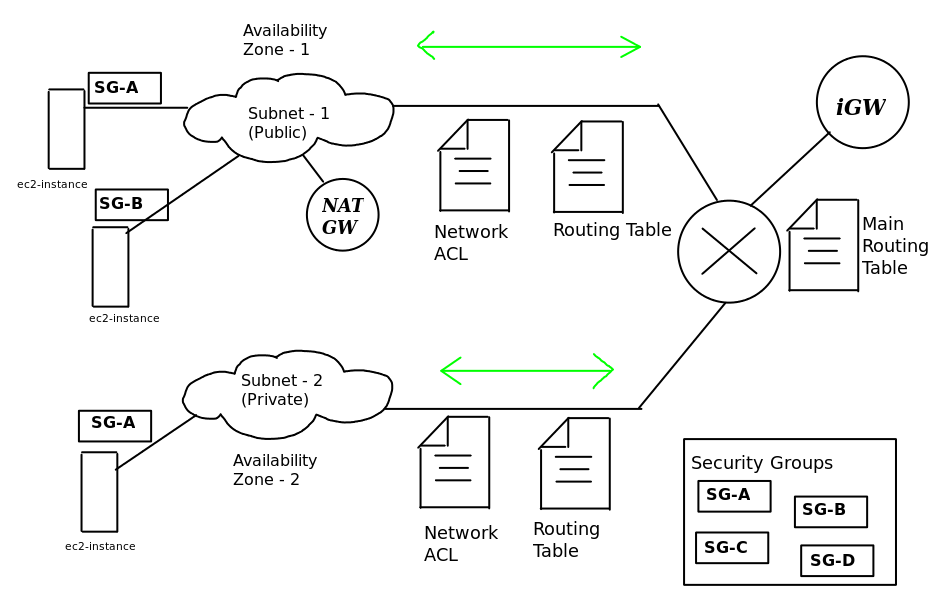 Availability
Zone - 1
SG-A
Subnet - 1
(Public)
iGW
ec2-instance
SG-B
NAT
GW
Network
ACL
Routing Table
Main
Routing
Table
ec2-instance
Subnet - 2
(Private)
SG-A
Availability
Zone - 2
ec2-instance
Network
ACL
Routing
Table
Security Groups
SG-A
SG-B
SG-C
SG-D